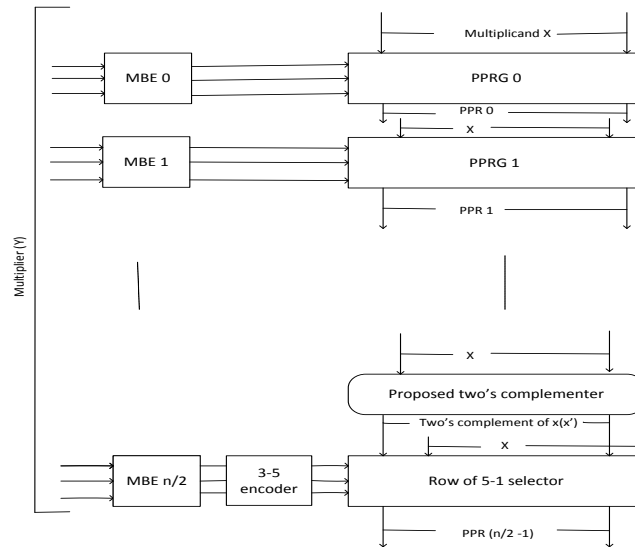 Multiplicand X
MBE 0
PPRG 0
PPR 0
X
MBE 1
PPRG 1
PPR 1
Multiplier (Y)
X
Proposed two's complementer
Two's complement of x(x')
X
MBE n/2
3-5
encoder
Row of 5-1 selector
PPR (n/2 -1)